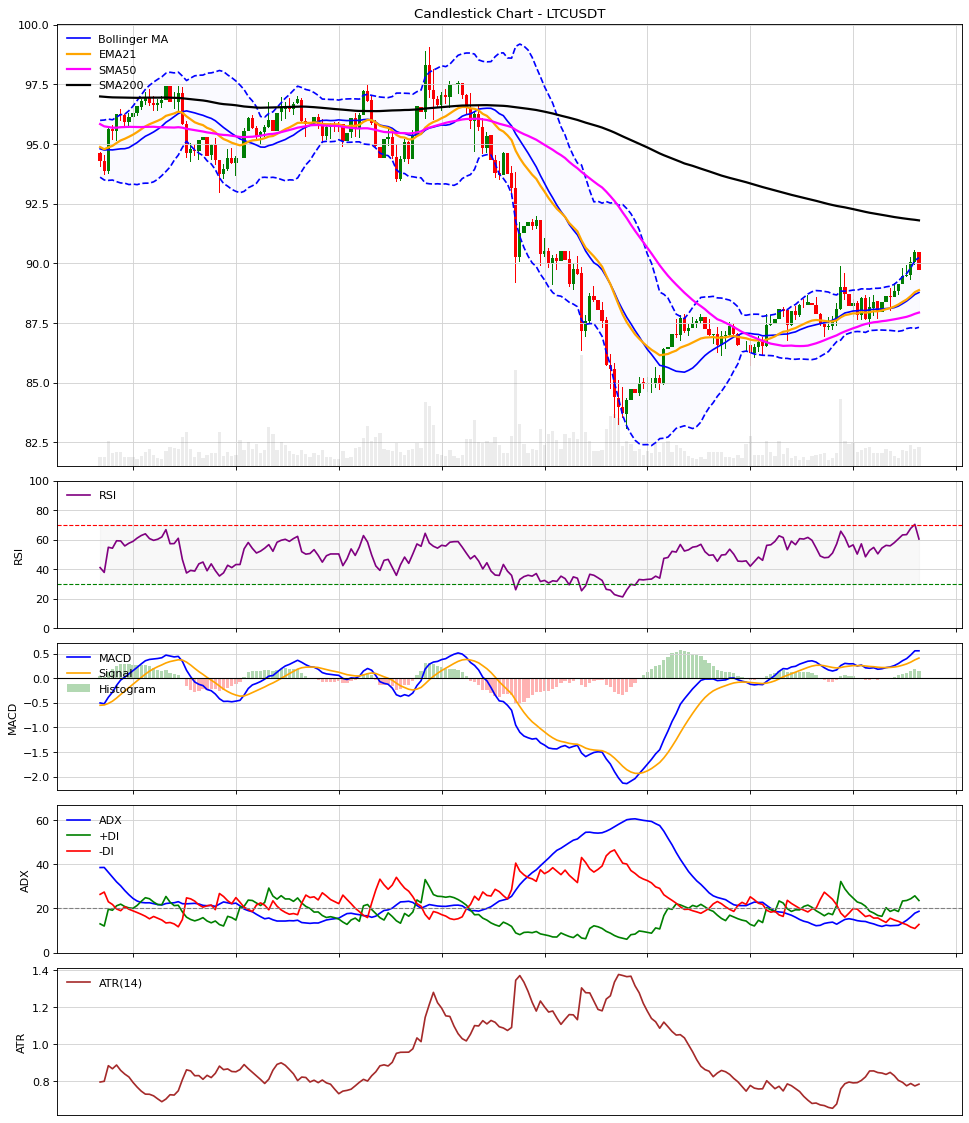 Candlestick Chart - LTCUSDT
100.0
97.5
95.0
92.5
90.0
87.5
85.0
82.5
Bollinger MA
EMA21
SMA50
SMA200
100
80
60
40
20
0
RSI
RSI
0.5
0.0
−0.5
−1.0
−1.5
−2.0
MACD
MACD
Signal
Histogram
60
40
20
0
ADX
ADX
+DI
-DI
1.4
1.2
1.0
0.8
ATR
ATR(14)